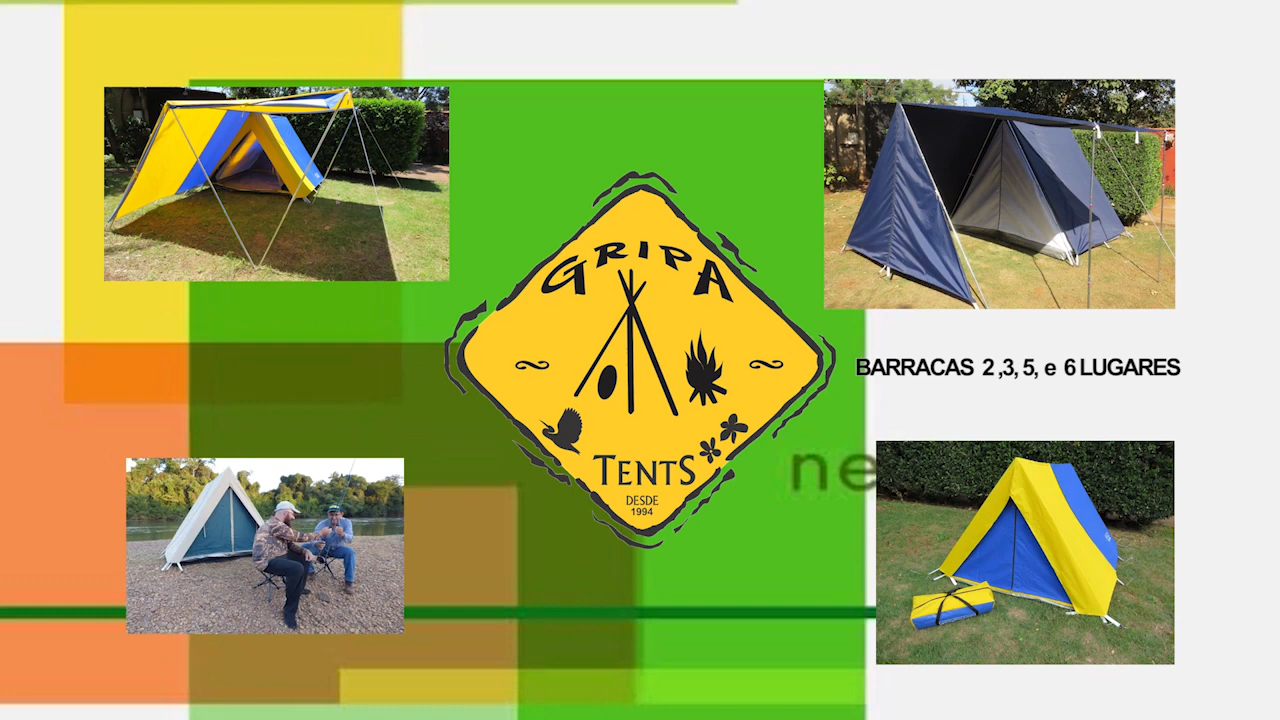 GRIPA
TENTS
DESDE
1994
BARRACAS 2 ,3, 5, e 6 LUGARES
ne